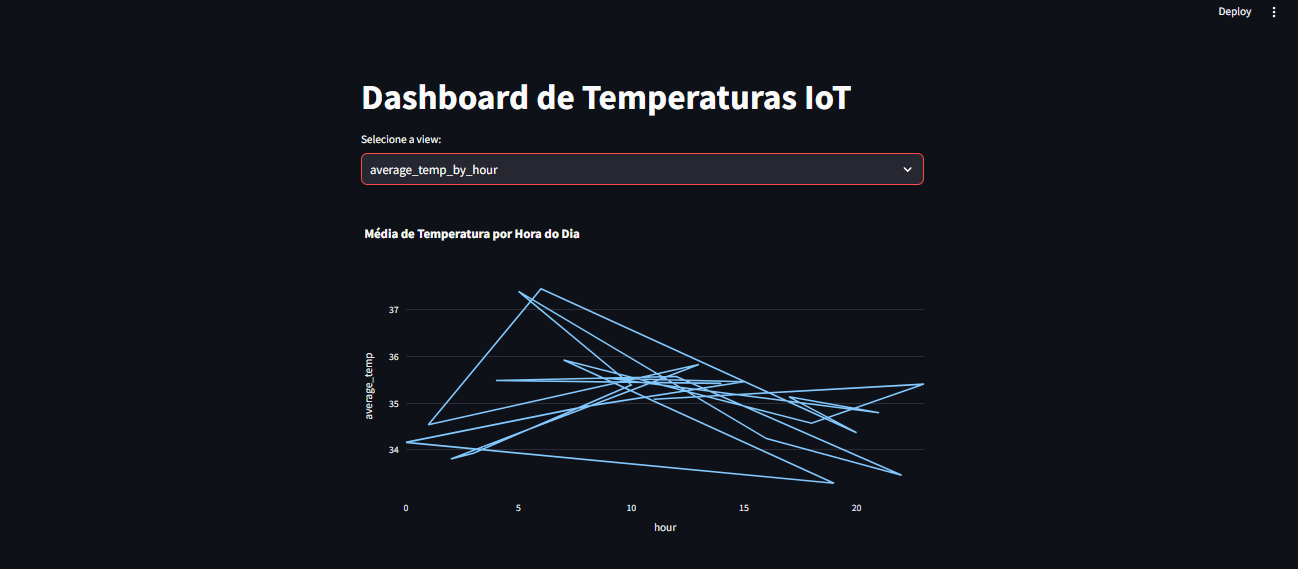 Deploy
Dashboard de Temperaturas IoT
Selecione a view:
average_temp_by_hour
Média de Temperatura por Hora do Dia
37
36
35
34
average_temp
0 5 10 15 20
hour